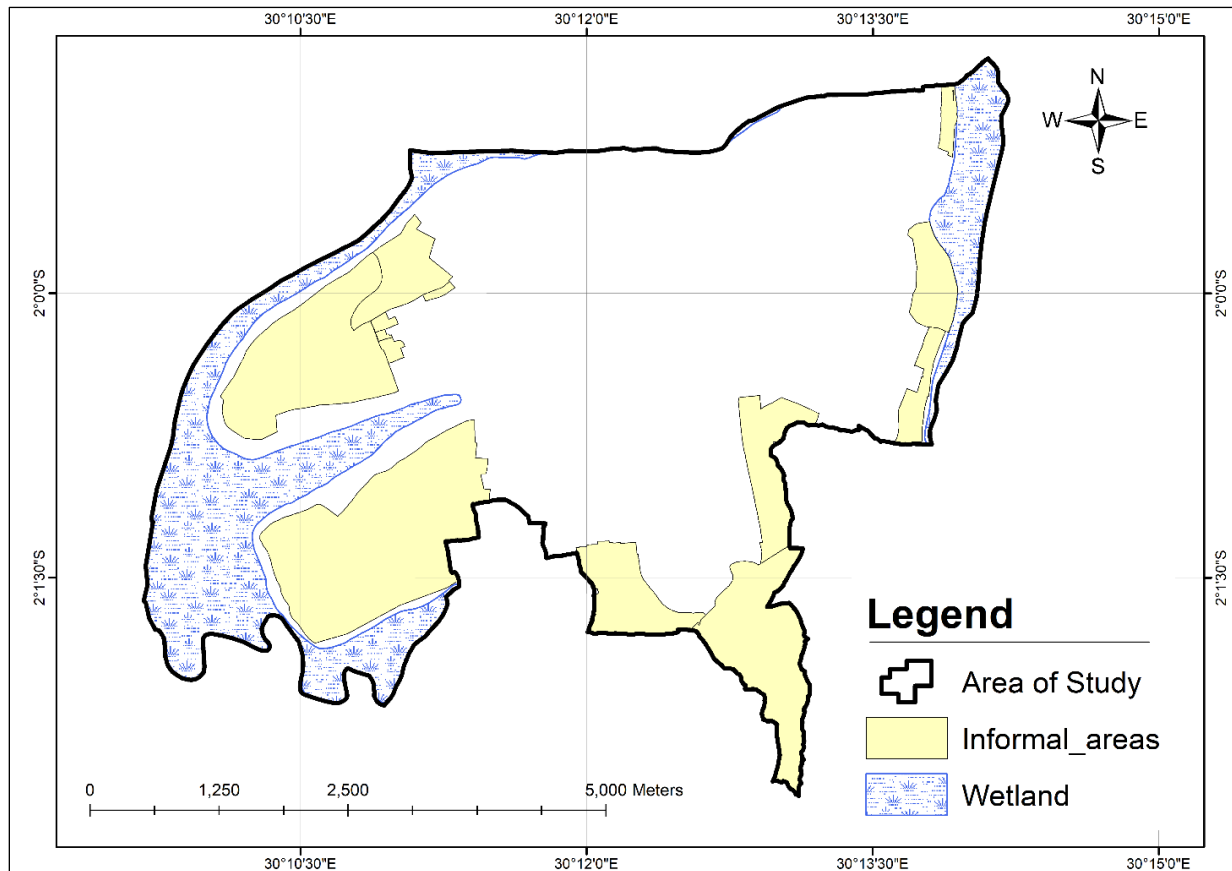 30°10'30"E 30°12'0"E 30°13'30"E 30°15'0"E
N
W E
S
2°0'0"S 2°0'0"S
2°1'30"S 2°1'30"S
Legend
Area of Study
Informal_areas
Wetland
0 1,250 2,500 5,000 Meters
30°10'30"E 30°12'0"E 30°13'30"E 30°15'0"E